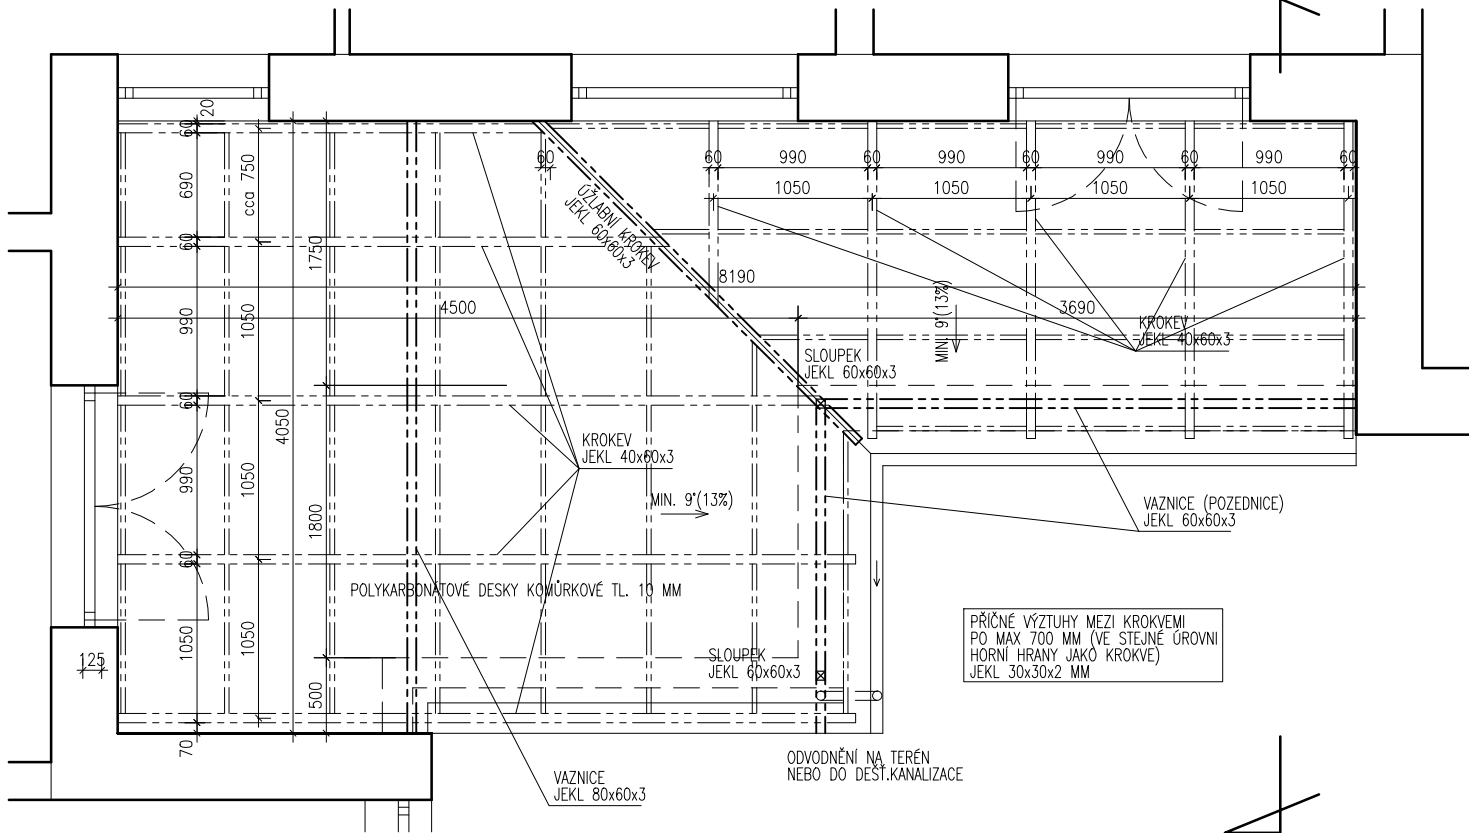 20
60
690
cca 750
60
1750
990
1050
60
4050
990
1050
1800
60
1050
1050
500
70
125
60
ÚŽLABNÍ KROKEV
JEKL 60x60x3
60
990
60
990
60
990
60
990
60
1050
1050
1050
1050
8190
4500
3690
MIN. 9°(13%)
KROKEV
JEKL 40x60x3
SLOUPEK
JEKL 60x60x3
KROKEV
JEKL 40x60x3
MIN. 9°(13%)
VAZNICE (POZEDNICE)
JEKL 60x60x3
POLYKARBONÁTOVÉ DESKY KOMŮRKOVÉ TL. 10 MM
PŘÍČNÉ VÝZTUHY MEZI KROKVEMI
PO MAX 700 MM (VE STEJNÉ ÚROVNI
HORNÍ HRANY JAKO KROKVE)
JEKL 30x30x2 MM
SLOUPEK
JEKL 60x60x3
ODVODNĚNÍ NA TERÉN
NEBO DO DEŠŤ.KANALIZACE
VAZNICE
JEKL 80x60x3